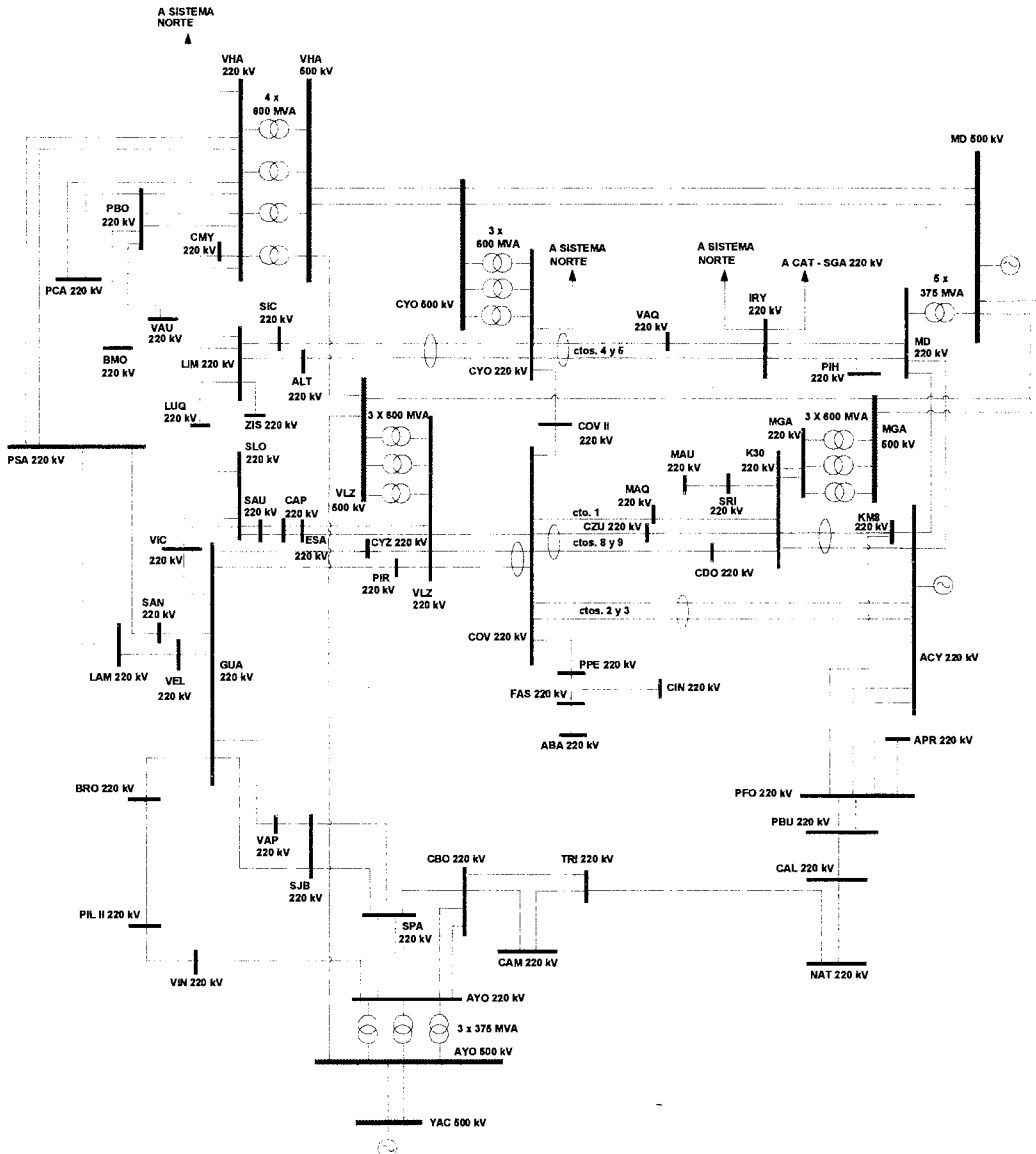 A SISTEMA
NORTE
VHA
220 kV
VHA
500 kV
4 x
600 MVA
MD 500 kV
PBO
220 kV
CMY
220 kV
3 x
600 MVA
A SISTEMA
NORTE
A SISTEMA
NORTE
A CAT - SGA 220 kV
PCA 220 kV
CYO 500 kV
5 x
375 MVA
SIC
220 kV
VAQ
220 kV
IRY
220 kV
VAU
220 kV
BMO
220 kV
LIM 220 kV
ALT
220 kV
CYO 220 kV
ctos. 4 y 5
PIH
220 kV
MD
220 kV
LUQ
220 kV
ZIS 220 kV
3 X 600 MVA
COV II
220 kV
MGA
220 kV
3 X 600 MVA
MGA
500 kV
PSA 220 kV
SLO
220 kV
VLZ
500 kV
MAU
220 kV
SRI
220 kV
K30
220 kV
SAU
220 kV
CAP
220 kV
MAQ
220 kV
cto. 1
CZU 220 kV
KM8
220 kV
VIC
220 kV
ESA
220 kV
CYZ 220 kV
ctos. 8 y 9
PIR
220 kV
VLZ
220 kV
CDO 220 kV
SAN
220 kV
ctos. 2 y 3
COV 220 kV
LAM 220 kV
VEL
220 kV
GUA
220 kV
PPE 220 kV
ACY 220 kV
FAS 220 kV
CIN 220 kV
ABA 220 kV
APR 220 kV
BRO 220 kV
PFO 220 kV
VAP
220 kV
SJB
220 kV
PBU 220 kV
CBO 220 kV
TRI 220 kV
CAL 220 kV
PIL II 220 kV
SPA
220 kV
CAM 220 kV
NAT 220 kV
VIN 220 kV
AYO 220 kV
3 x 375 MVA
AYO 500 kV
YAC 500 kV